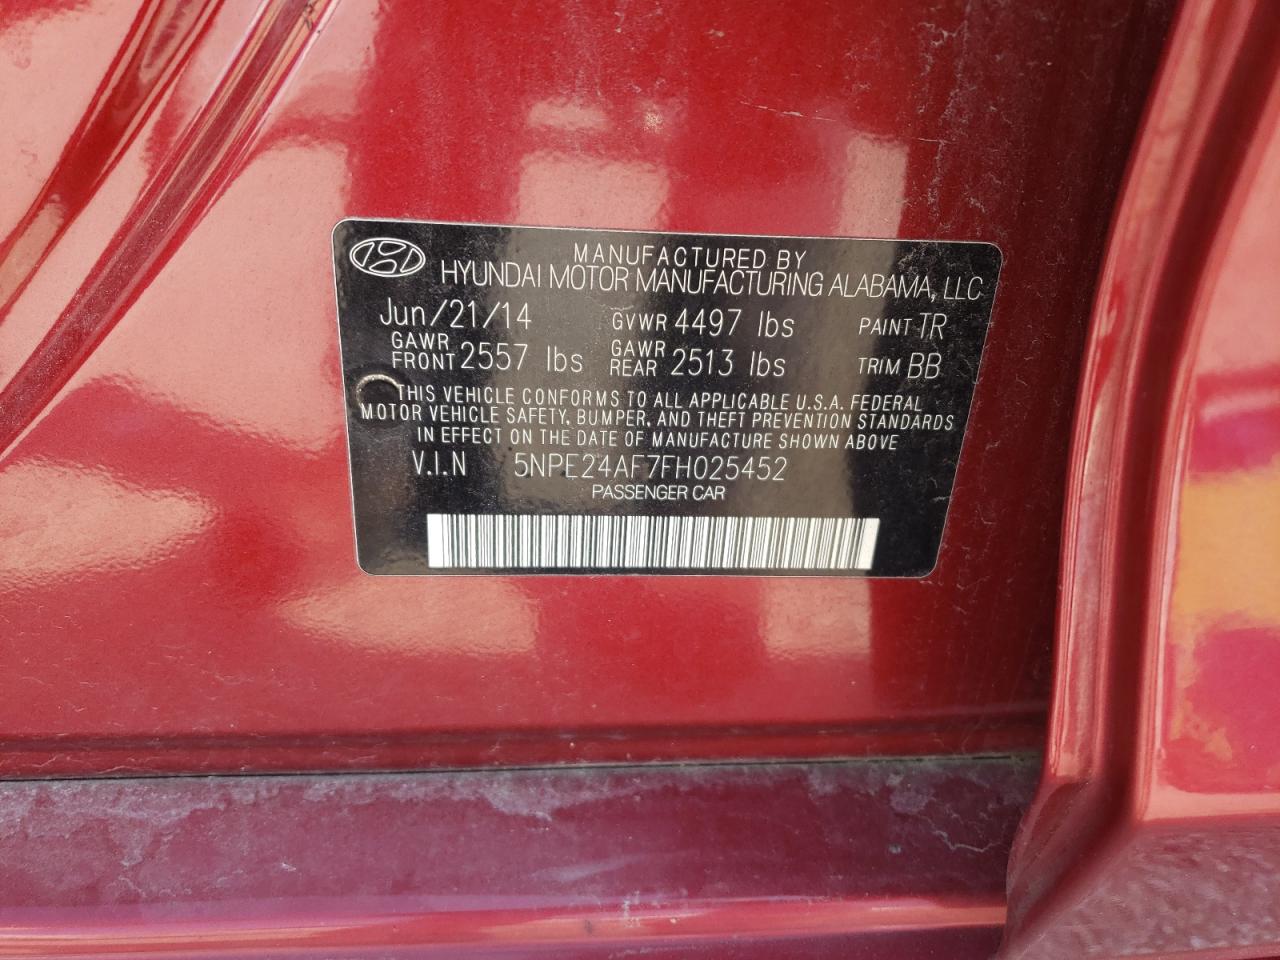 MANUFACTURED BY
HYUNDAI MOTOR MANUFACTURING ALABAMA, LLC
Jun/21/14 GVWR 4497 lbs PAINT TR
GAWR FRONT 2557 lbs GAWR REAR 2513 lbs TRIM BB
THIS VEHICLE CONFORMS TO ALL APPLICABLE U.S.A. FEDERAL
MOTOR VEHICLE SAFETY, BUMPER, AND THEFT PREVENTION STANDARDS
IN EFFECT ON THE DATE OF MANUFACTURE SHOWN ABOVE
V.I.N 5NPE24AF7FH025452
PASSENGER CAR